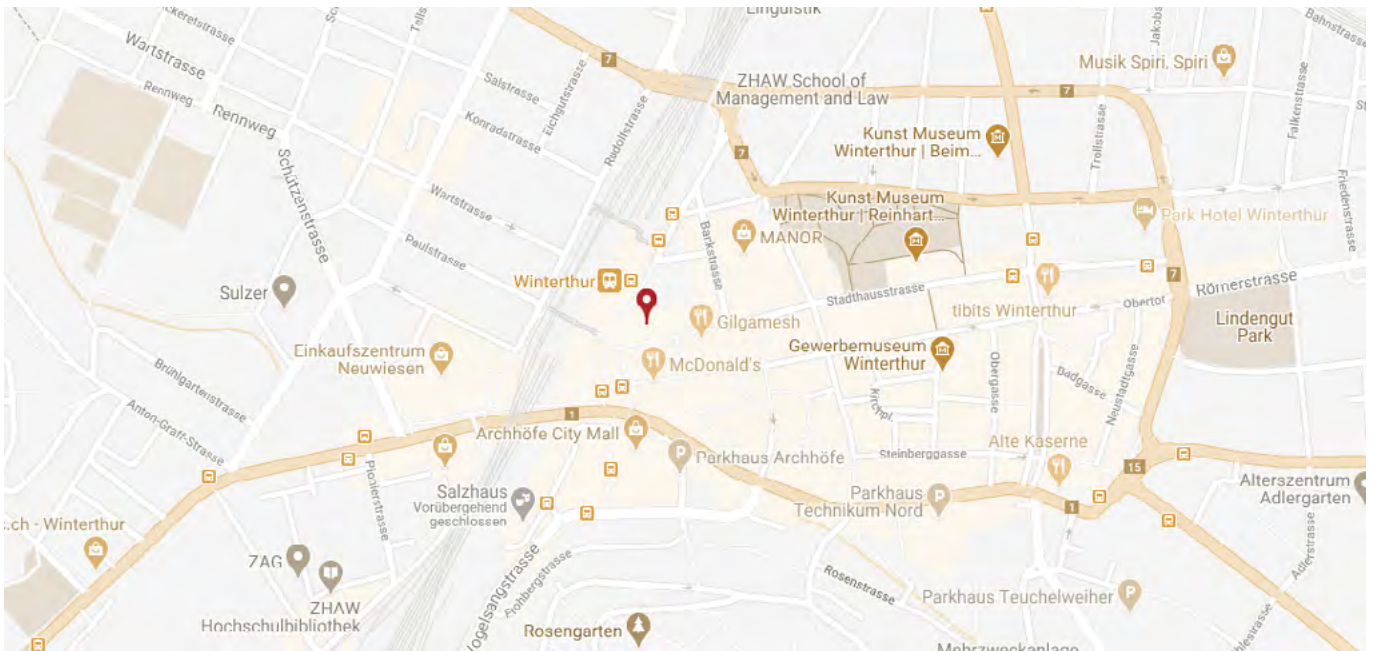 Linguistik
Bahnstrasse
Wartstrasse
Rennweg
Rennweg
Salstrasse
Eichgutstrasse
Rudolfstrasse
Konradstrasse
7
ZHAW School of
Management and Law
7
Musik Spiri. Spiri
Falkenstrasse
Kunst Museum
Winterthur | Beim...
Trollstrasse
7
Schützenstrasse
Wartstrasse
Paulstrasse
Kunst Museum
Winterthur | Reinhart...
Friedenstrasse
Park Hotel Winterthur
MANOR
Winterthur
7
Römerstrasse
Sulzer
Stadthausstrasse
tibits Winterthur
Gilgamesh
Lindengut
Park
Einkaufszentrum
Neuwiesen
Gewerbemuseum
Winterthur
McDonald's
Obergasse
Badgasse
Neustadtgasse
Brühlgartenstrasse
Kirchpl.
Anton-Graff-Strasse
1
Archhöfe City Mall
Parkhaus Archhöfe
Steinberggasse
Alte Kaserne
15
Pionierstrasse
Salzhaus
Vorübergehend
geschlossen
Parkhaus
Technikum Nord
1
Alterszentrum
Adlergarten
.ch - Winterthur
ZAG
Adlerstrasse
Rosenstrasse
Parkhaus Teuchelweiher
ZHAW
Hochschulbibliothek
Rosengarten
Mehrzweckanlage